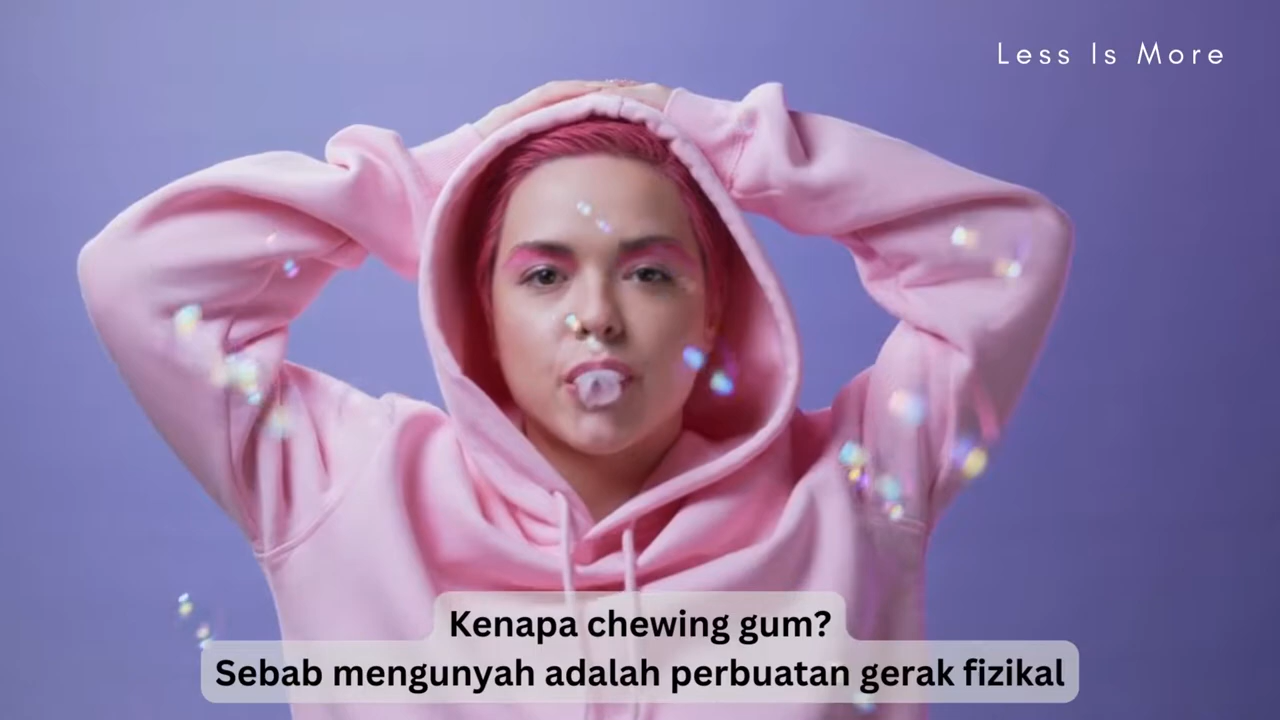 Less Is More
Kenapa chewing gum?
Sebab mengunyah adalah perbuatan gerak fizikal